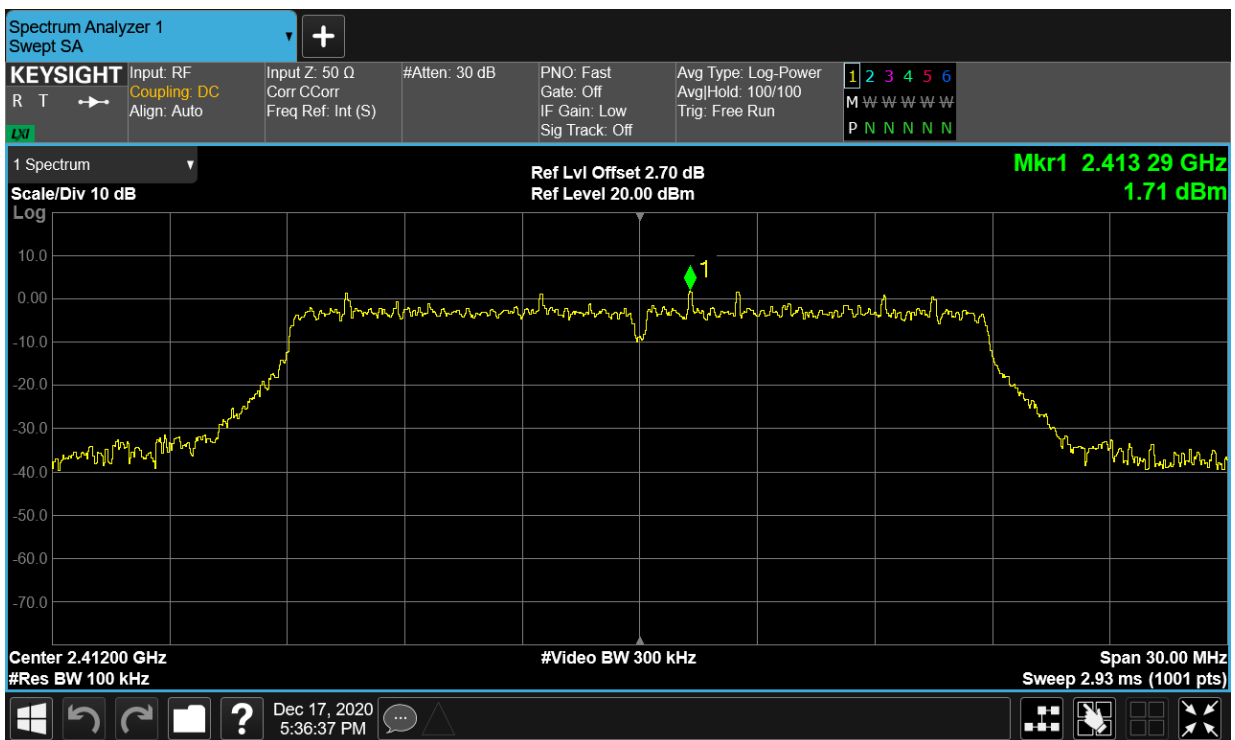 Spectrum Analyzer 1
Swept SA
KEYSIGHT
R T
LXI
Input: RF
Coupling: DC
Align: Auto
Input Z: 50 Ω
Corr CCorr
Freq Ref: Int (S)
#Atten: 30 dB
PNO: Fast
Gate: Off
IF Gain: Low
Sig Track: Off
Avg Type: Log-Power
Avg|Hold: 100/100
Trig: Free Run
1 2 3 4 5 6
M W W W W W
P N N N N N
1 Spectrum
Scale/Div 10 dB
Log
Ref Lvl Offset 2.70 dB
Ref Level 20.00 dBm
Mkr1 2.413 29 GHz
1.71 dBm
10.0
0.00
-10.0
-20.0
-30.0
-40.0
-50.0
-60.0
-70.0
1
Center 2.41200 GHz
#Res BW 100 kHz
#Video BW 300 kHz
Span 30.00 MHz
Sweep 2.93 ms (1001 pts)
?
Dec 17, 2020
5:36:37 PM